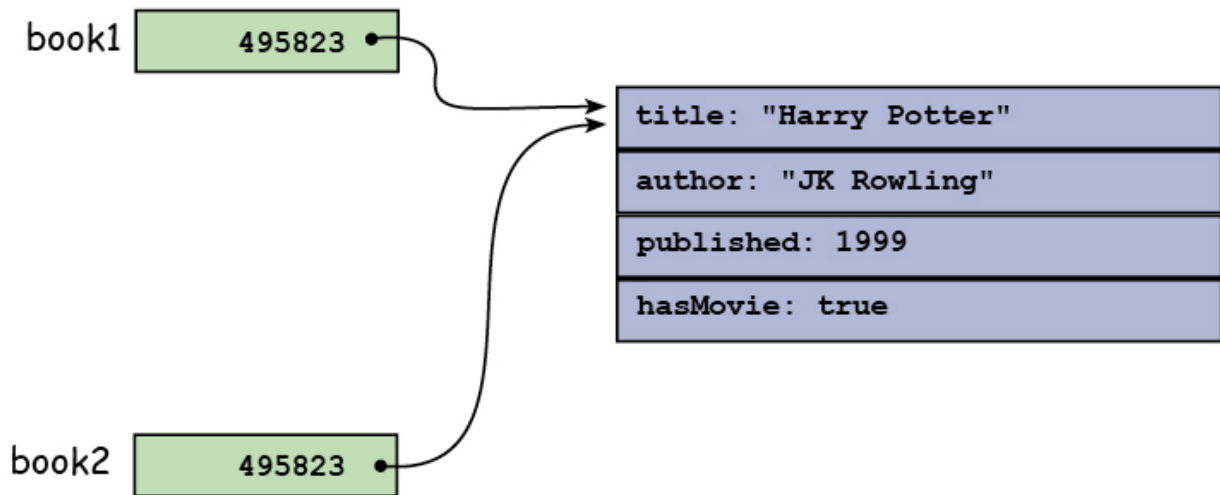 book1
495823
title: "Harry Potter"
author: "JK Rowling"
published: 1999
hasMovie: true
book2
495823